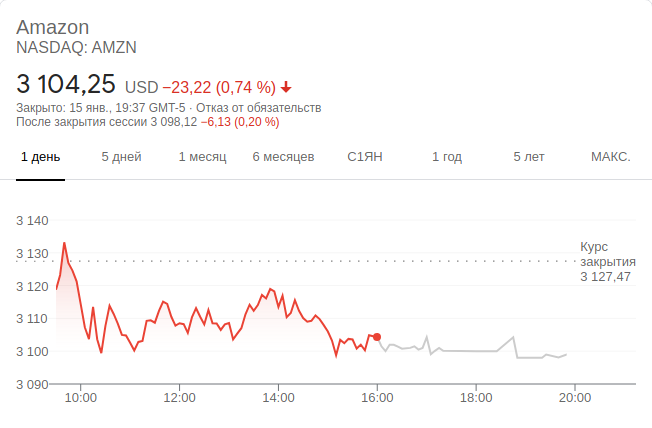 Amazon
NASDAQ: AMZN
3 104,25 USD −23,22 (0,74 %)
Закрыто: 15 янв., 19:37 GMT-5 · Отказ от обязательств
После закрытия сессии 3 098,12 −6,13 (0,20 %)
1 день 5 дней 1 месяц 6 месяцев С1ЯН 1 год 5 лет МАКС.
3 140
3 130
3 120
3 110
3 100
3 090
Курс
закрытия
3 127,47
10:00 12:00 14:00 16:00 18:00 20:00